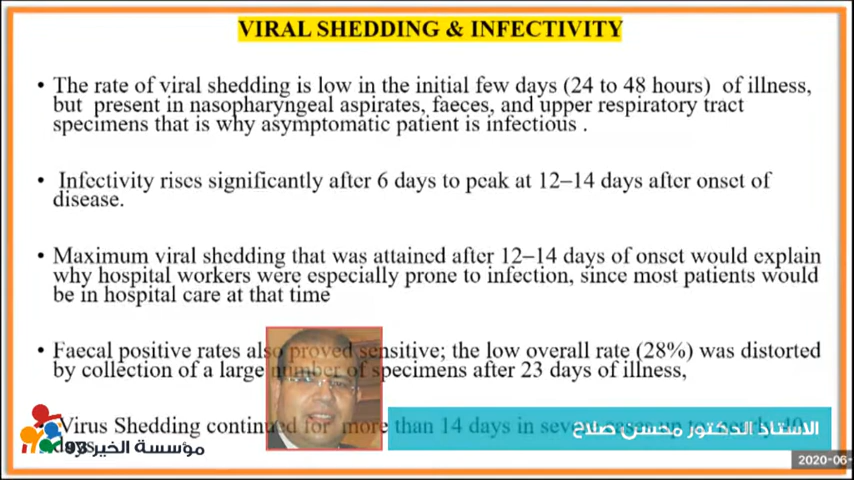 VIRAL SHEDDING & INFECTIVITY
• The rate of viral shedding is low in the initial few days (24 to 48 hours) of illness,
but present in nasopharyngeal aspirates, faeces, and upper respiratory tract
specimens that is why asymptomatic patient is infectious .
• Infectivity rises significantly after 6 days to peak at 12–14 days after onset of
disease.
• Maximum viral shedding that was attained after 12–14 days of onset would explain
why hospital workers were especially prone to infection, since most patients would
be in hospital care at that time
• Faecal positive rates also proved sensitive; the low overall rate (28%) was distorted
by collection of a large number of specimens after 23 days of illness,
Virus Shedding continued for more than 14 days in
days
الاستاذ الدكتور محسن صلاح
مؤسسة الخير 93
2020-06-